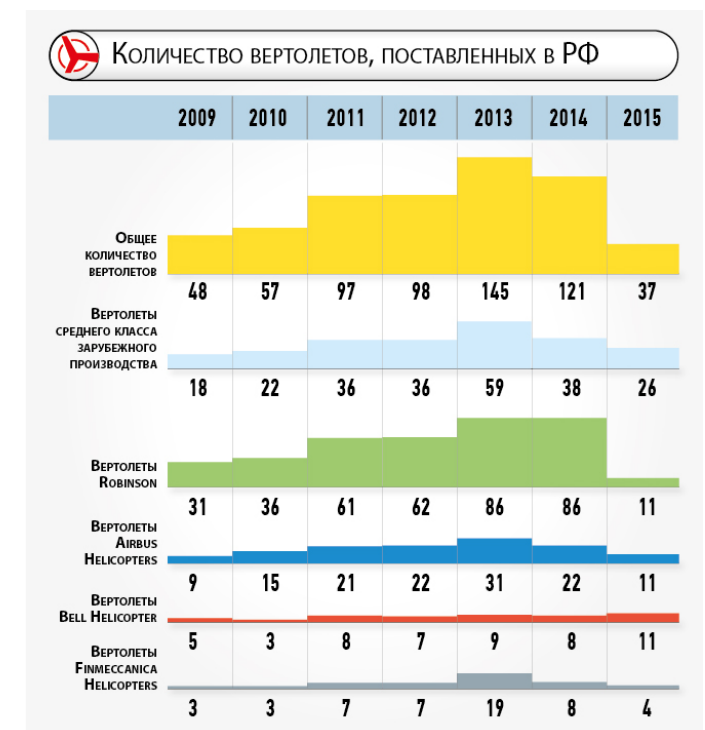 Количество вертолетов, поставленных в РФ
2009 2010 2011 2012 2013 2014 2015
Общее
количество
вертолетов
48 57 97 98 145 121 37
Вертолеты
среднего класса
зарубежного
производства
18 22 36 36 59 38 26
Вертолеты
Robinson
31 36 61 62 86 86 11
Вертолеты
Airbus
Helicopters
9 15 21 22 31 22 11
Вертолеты
Bell Helicopter
5 3 8 7 9 8 11
Вертолеты
Finmeccanica
Helicopters
3 3 7 7 19 8 4